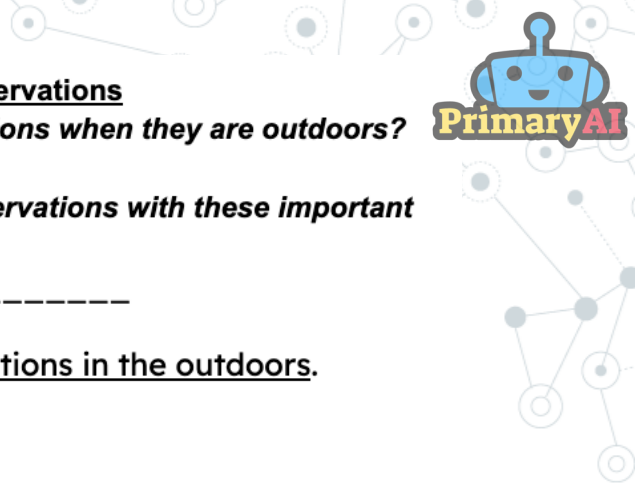 ervations
ons when they are outdoors?
PrimaryAI
ervations with these important
_______
tions in the outdoors.